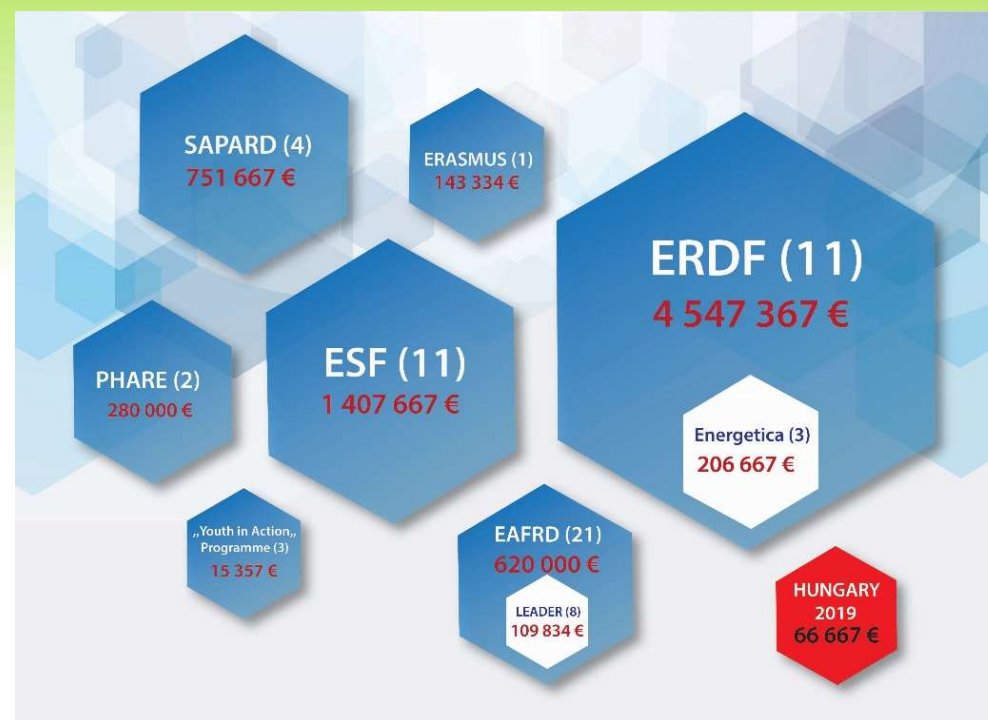 SAPARD (4)
751 667 €
ERASMUS (1)
143 334 €
ERDF (11)
4 547 367 €
Energetica (3)
206 667 €
ESF (11)
1 407 667 €
PHARE (2)
280 000 €
„Youth in Action„
Programme (3)
15 357 €
EAFRD (21)
620 000 €
LEADER (8)
109 834 €
HUNGARY
2019
66 667 €